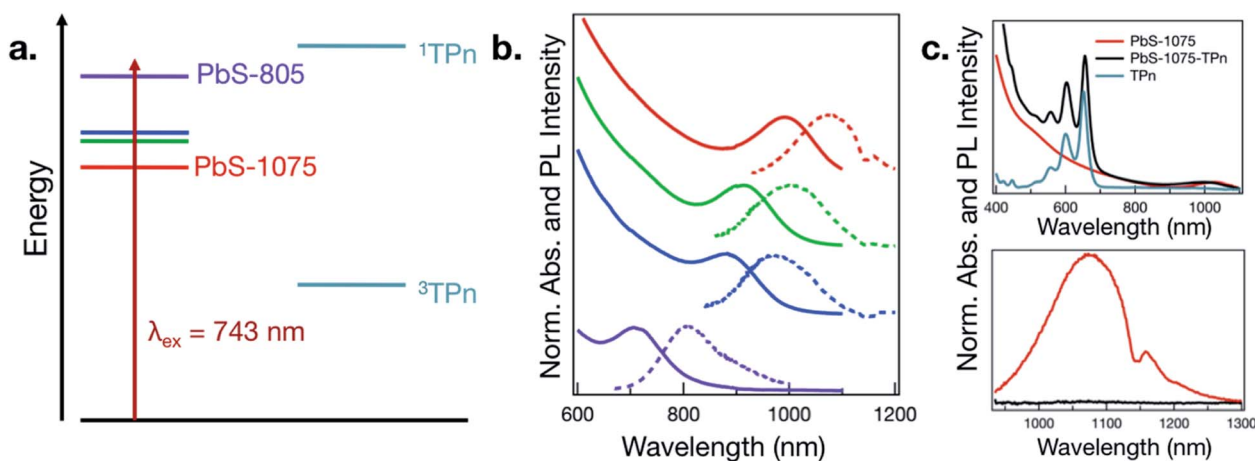 a.
Energy
¹TPn
PbS-805
PbS-1075
³TPn
λex = 743 nm
b.
Norm. Abs. and PL Intensity
600 800 1000 1200
Wavelength (nm)
c.
Norm. Abs. and PL Intensity
PbS-1075
PbS-1075-TPn
TPn
400 600 800 1000
Wavelength (nm)
1000 1100 1200 1300
Wavelength (nm)